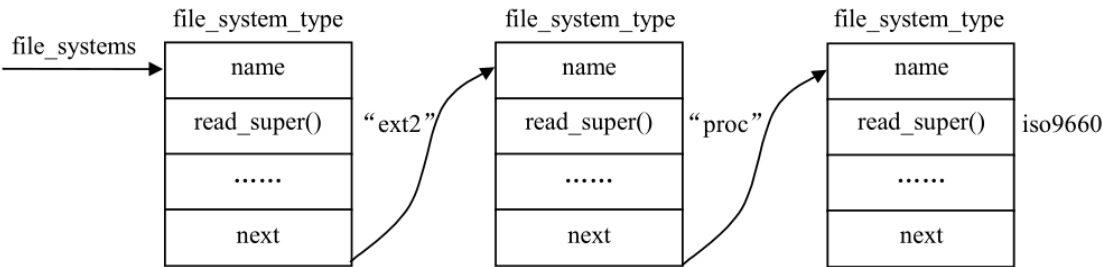 file_system_type file_system_type file_system_type
file_systems
name name name
read_super() “ext2” read_super() “proc” read_super() iso9660
...... ...... ......
next next next